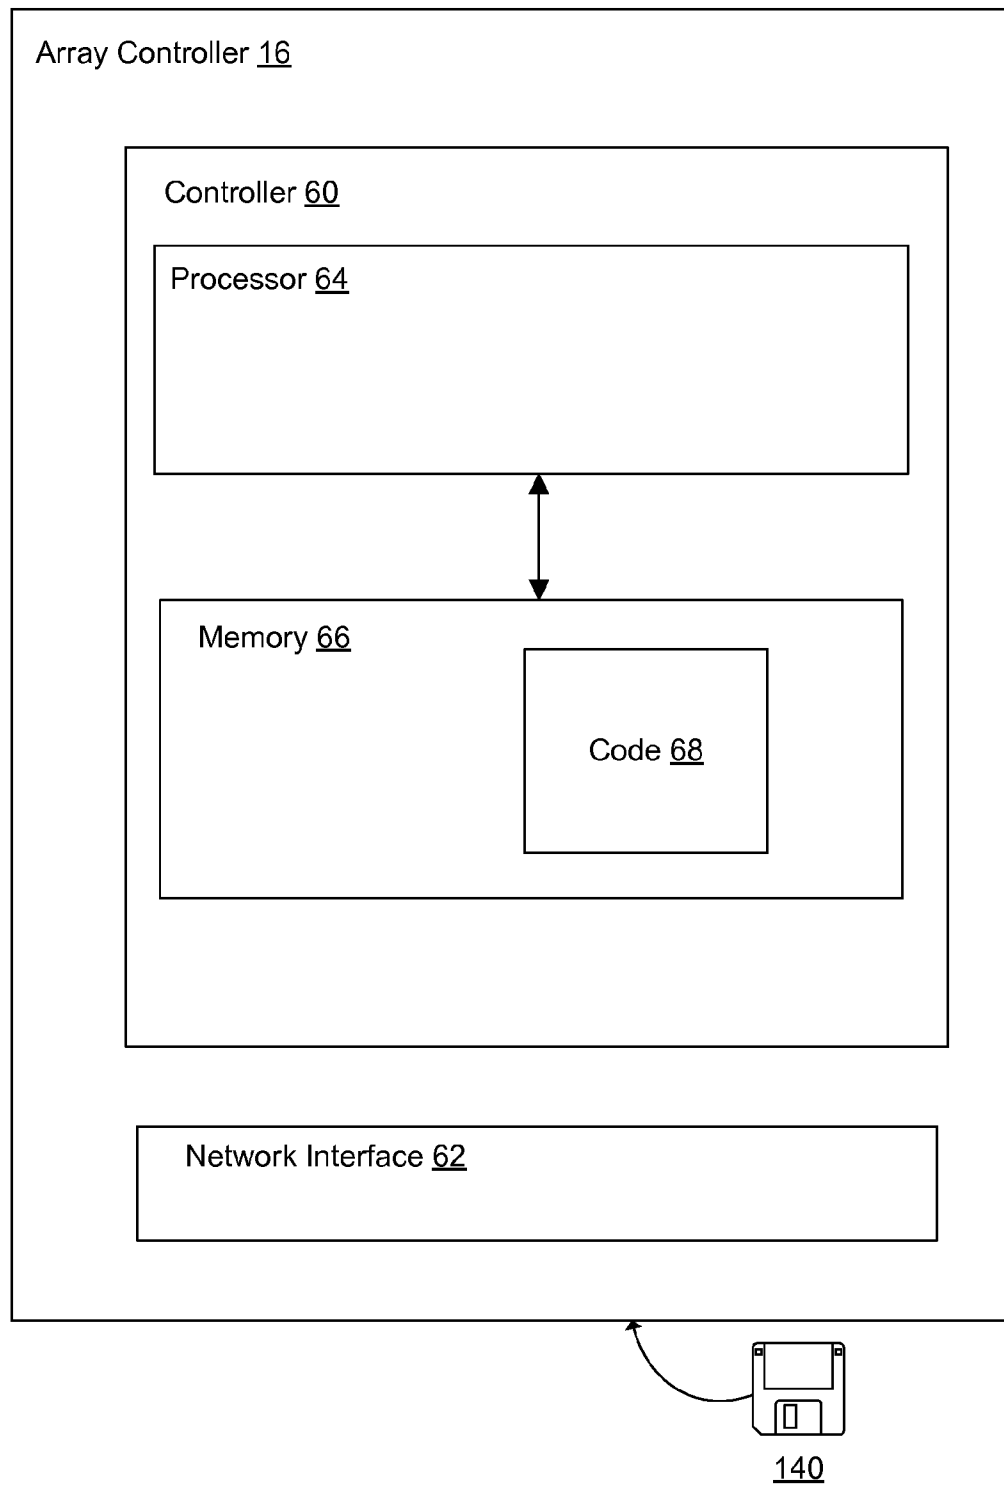 Array Controller 16
Controller 60
Processor 64
Memory 66
Code 68
Network Interface 62
140